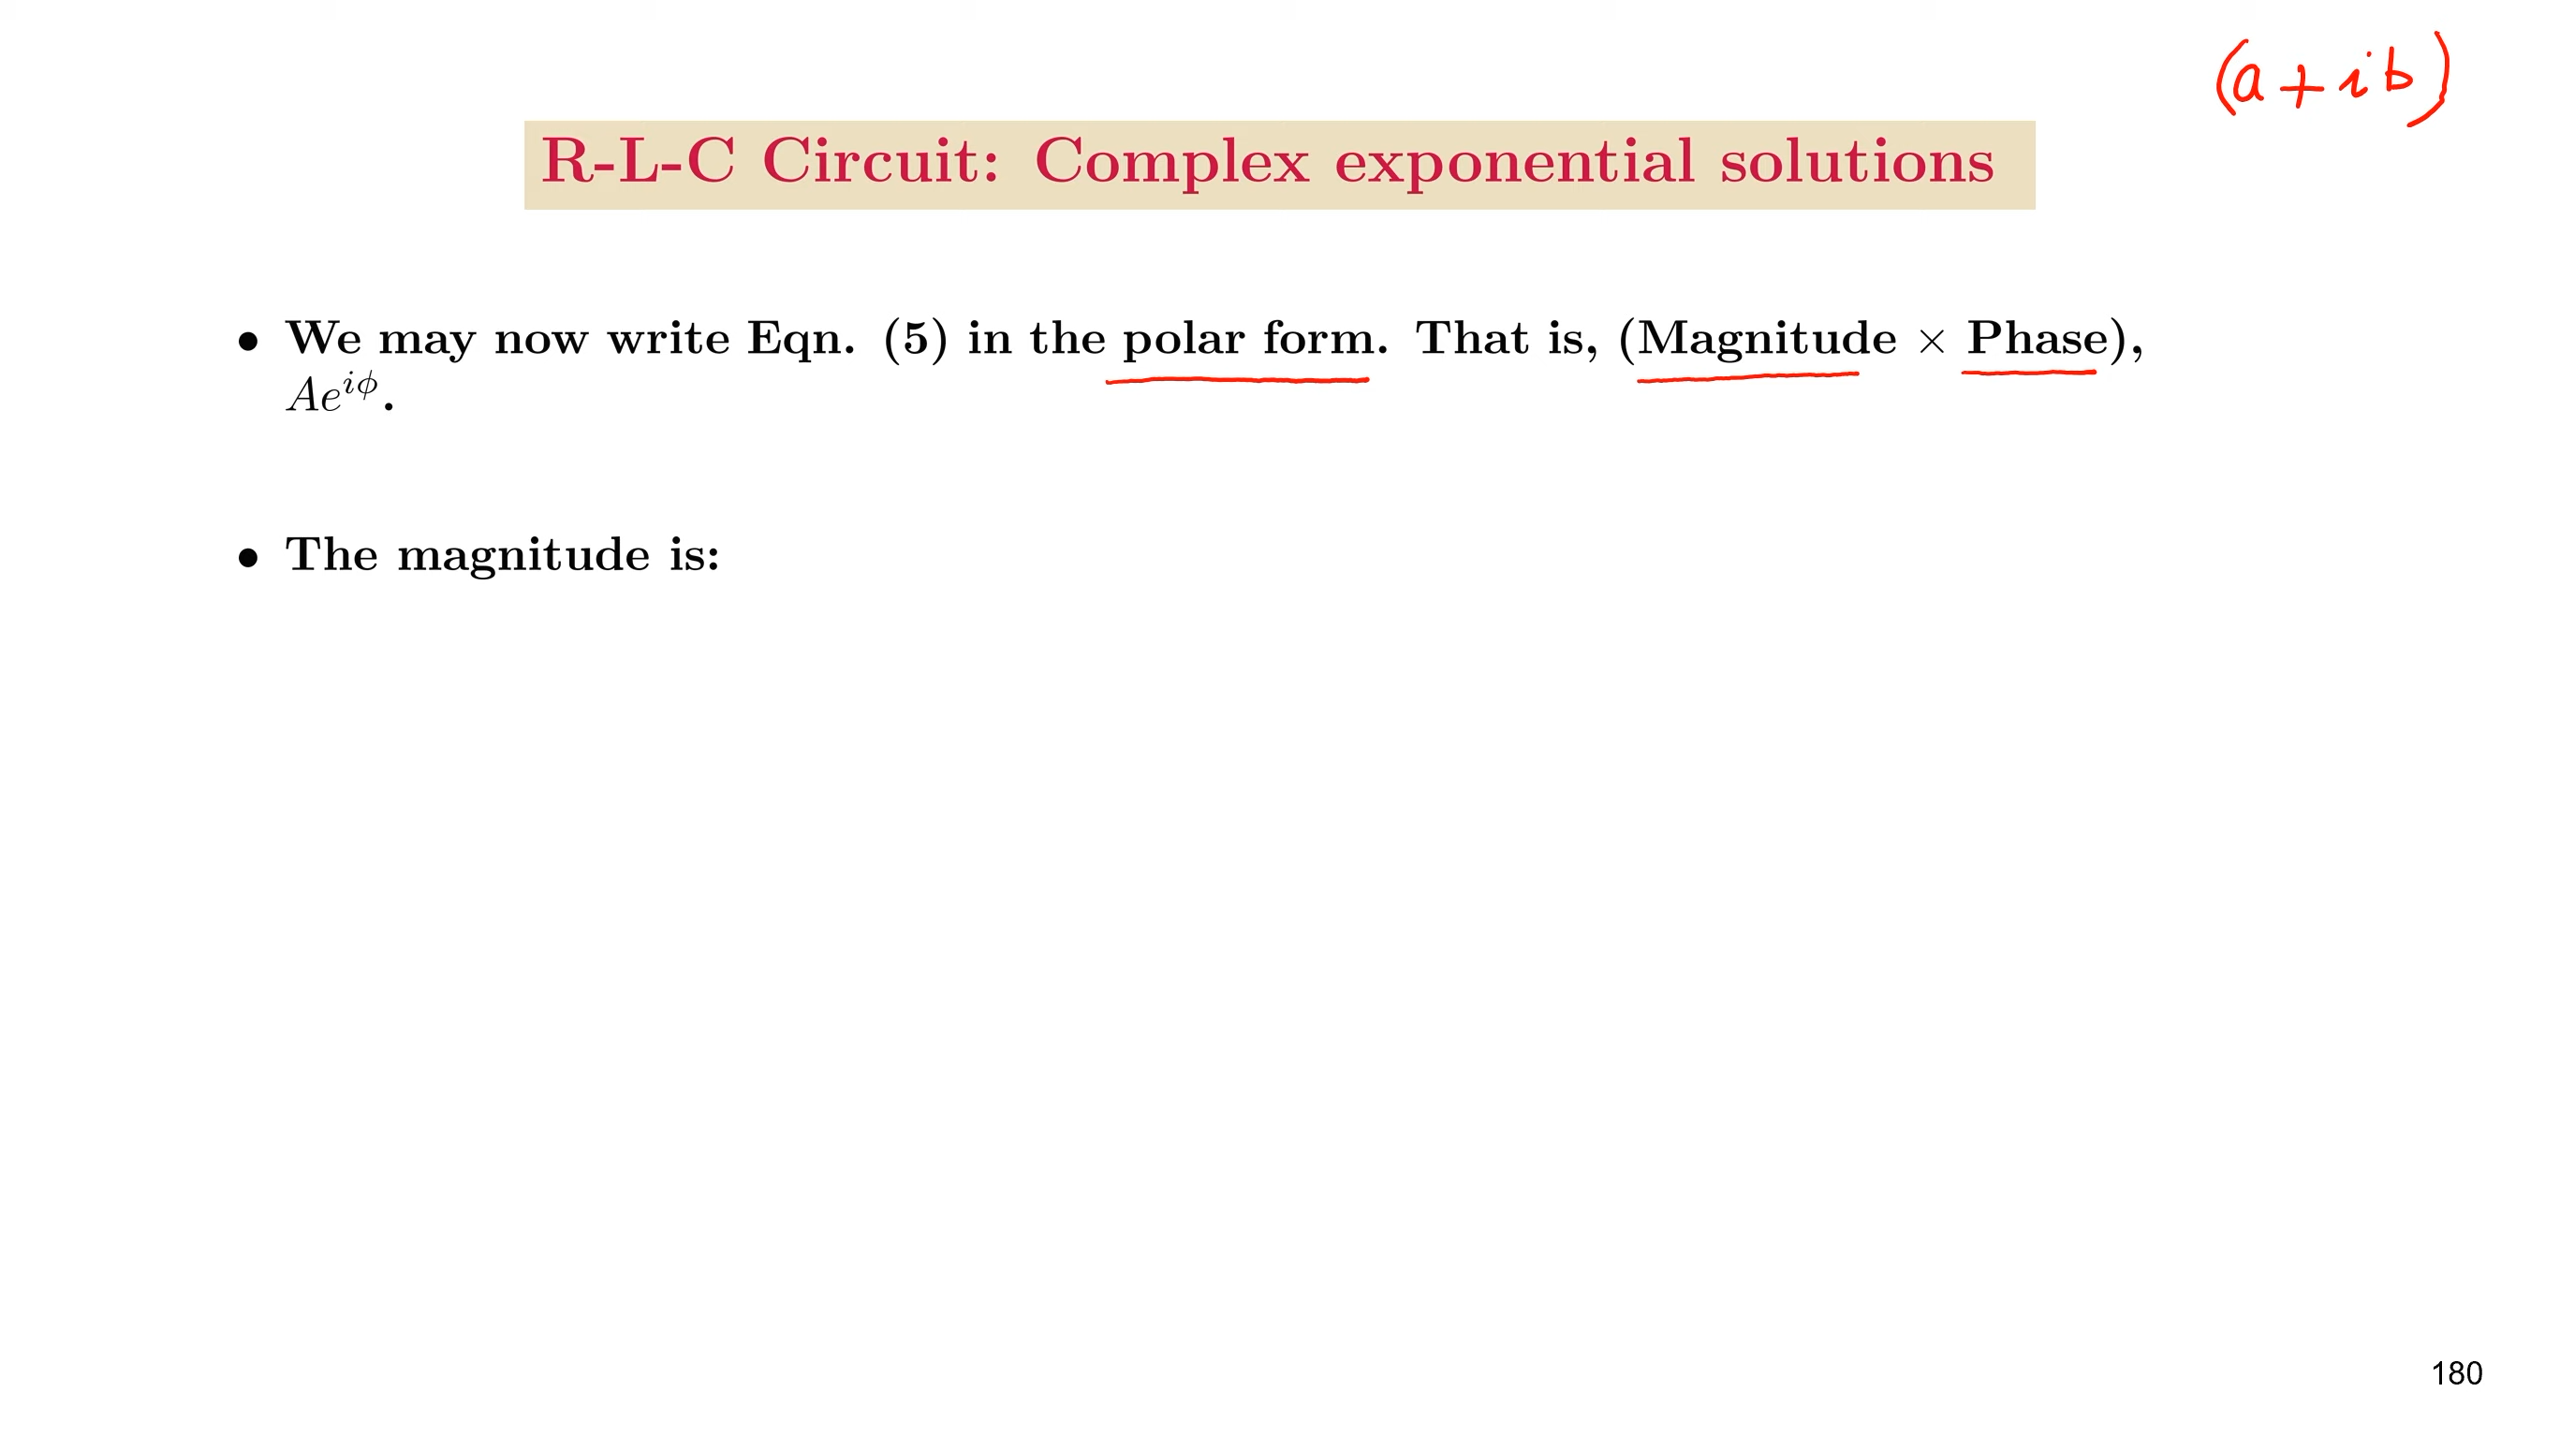 (a+ib)
R-L-C Circuit: Complex exponential solutions
• We may now write Eqn. (5) in the polar form. That is, (Magnitude × Phase),
$Ae^{i\phi}$.
• The magnitude is:
180